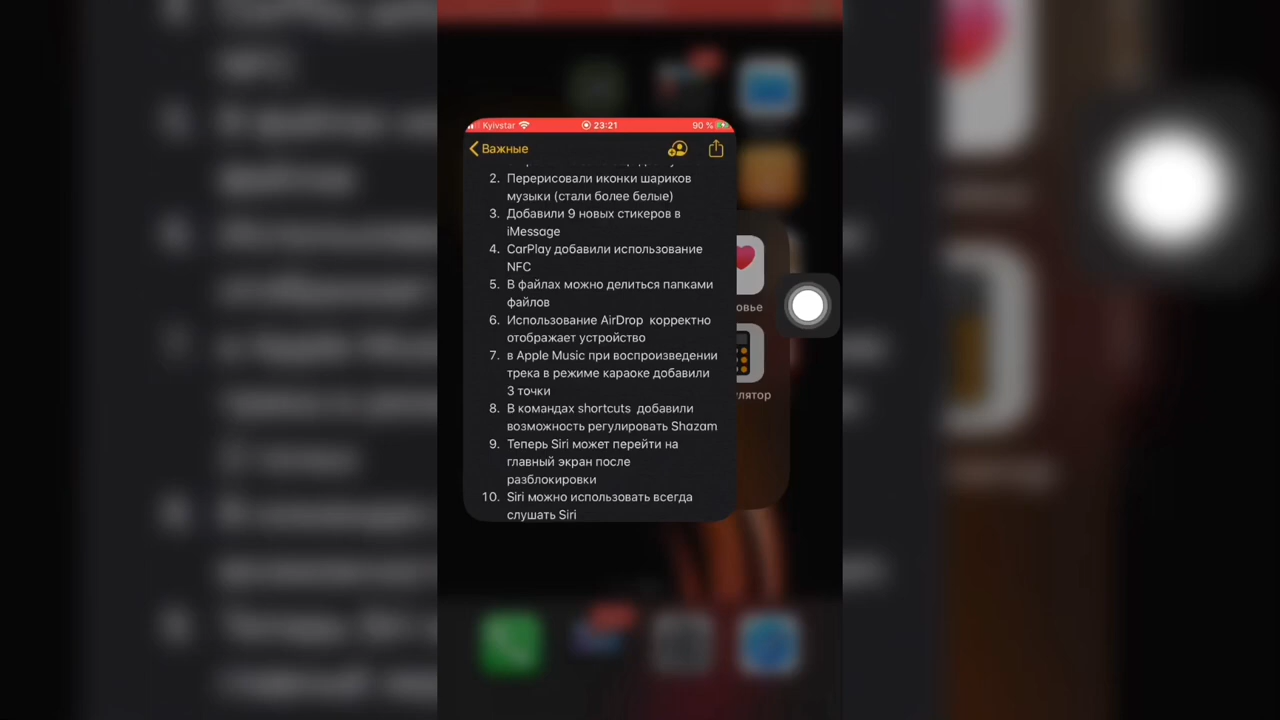 Kyivstar 23:21 90 %
Важные
2. Перерисовали иконки шариков
музыки (стали более белые)
3. Добавили 9 новых стикеров в
iMessage
4. CarPlay добавили использование
NFC
5. В файлах можно делиться папками
файлов
6. Использование AirDrop корректно
отображает устройство
7. в Apple Music при воспроизведении
трека в режиме караоке добавили
3 точки
8. В командах shortcuts добавили
возможность регулировать Shazam
9. Теперь Siri может перейти на
главный экран после
разблокировки
10. Siri можно использовать всегда
слушать Siri
овье
улятор